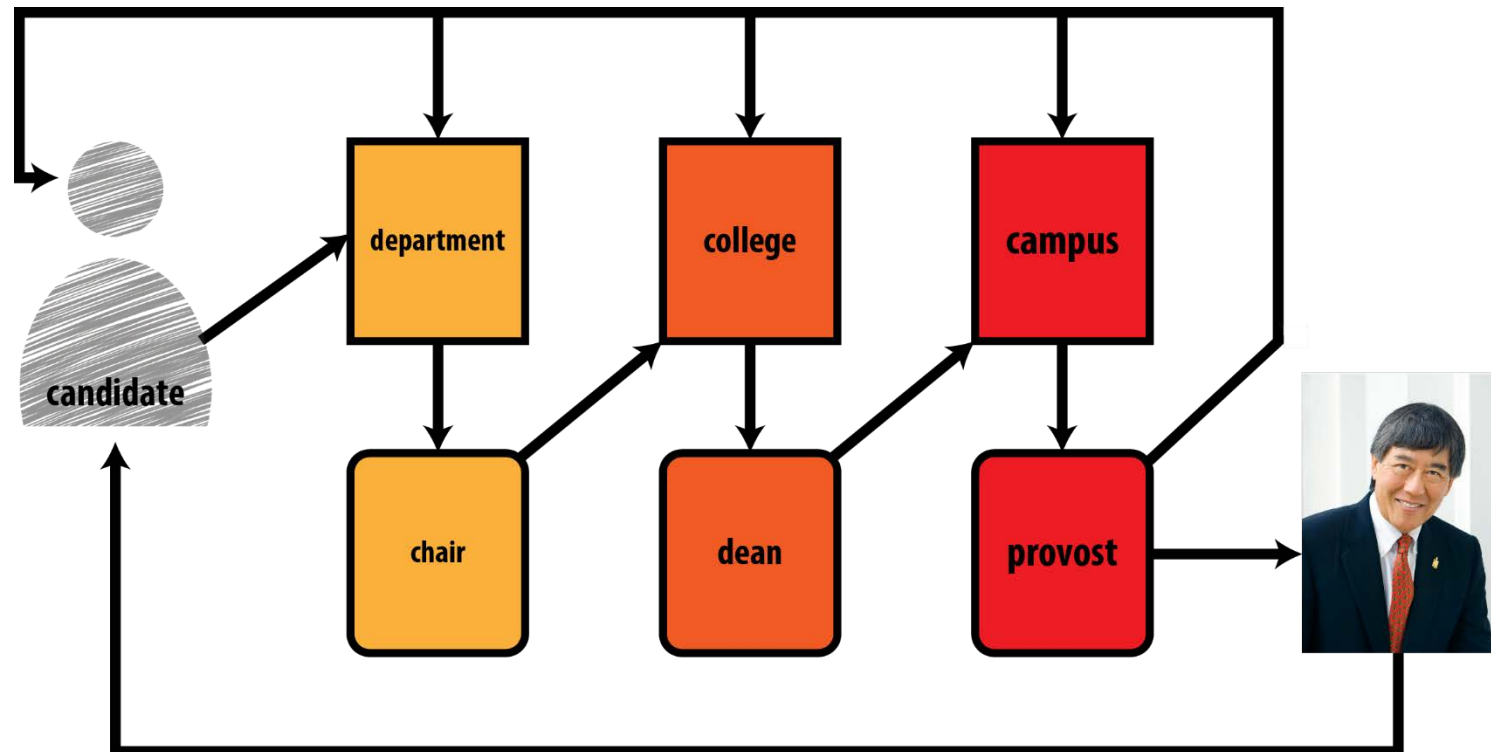 department
college
campus
candidate
chair
dean
provost